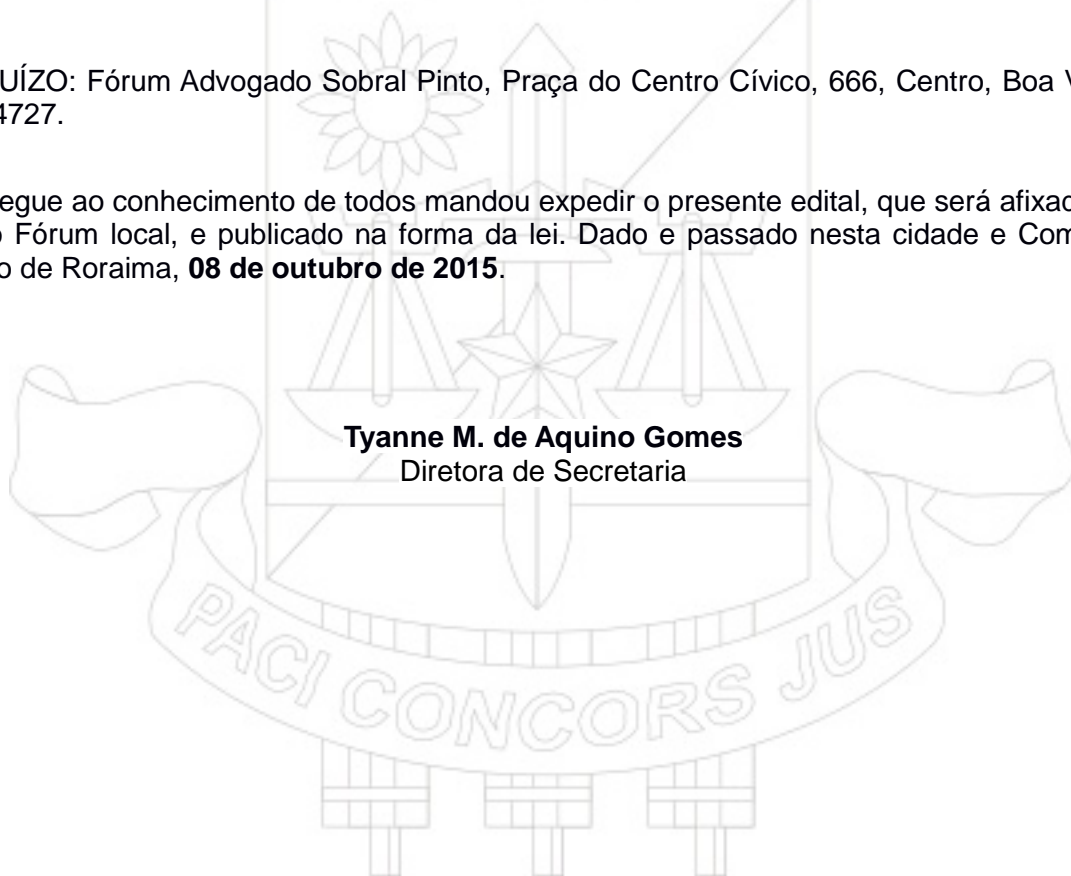 UÍZO: Fórum Advogado Sobral Pinto, Praça do Centro Cívico, 666, Centro, Boa V
4727.
egue ao conhecimento de todos mandou expedir o presente edital, que será afixad
o Fórum local, e publicado na forma da lei. Dado e passado nesta cidade e Com
o de Roraima, 08 de outubro de 2015.
Tyanne M. de Aquino Gomes
Diretora de Secretaria
PACI CONCORS JUS